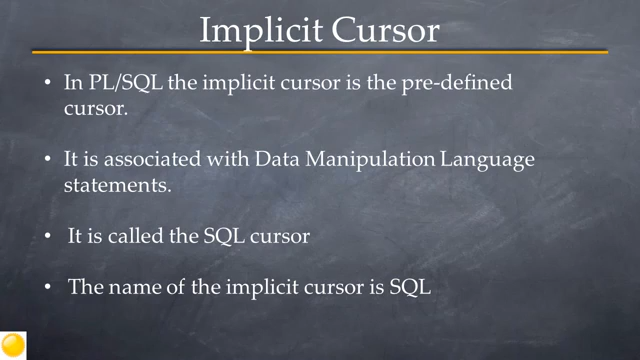 Implicit Cursor
• In PL/SQL the implicit cursor is the pre-defined
cursor.
• It is associated with Data Manipulation Language
statements.
• It is called the SQL cursor
• The name of the implicit cursor is SQL